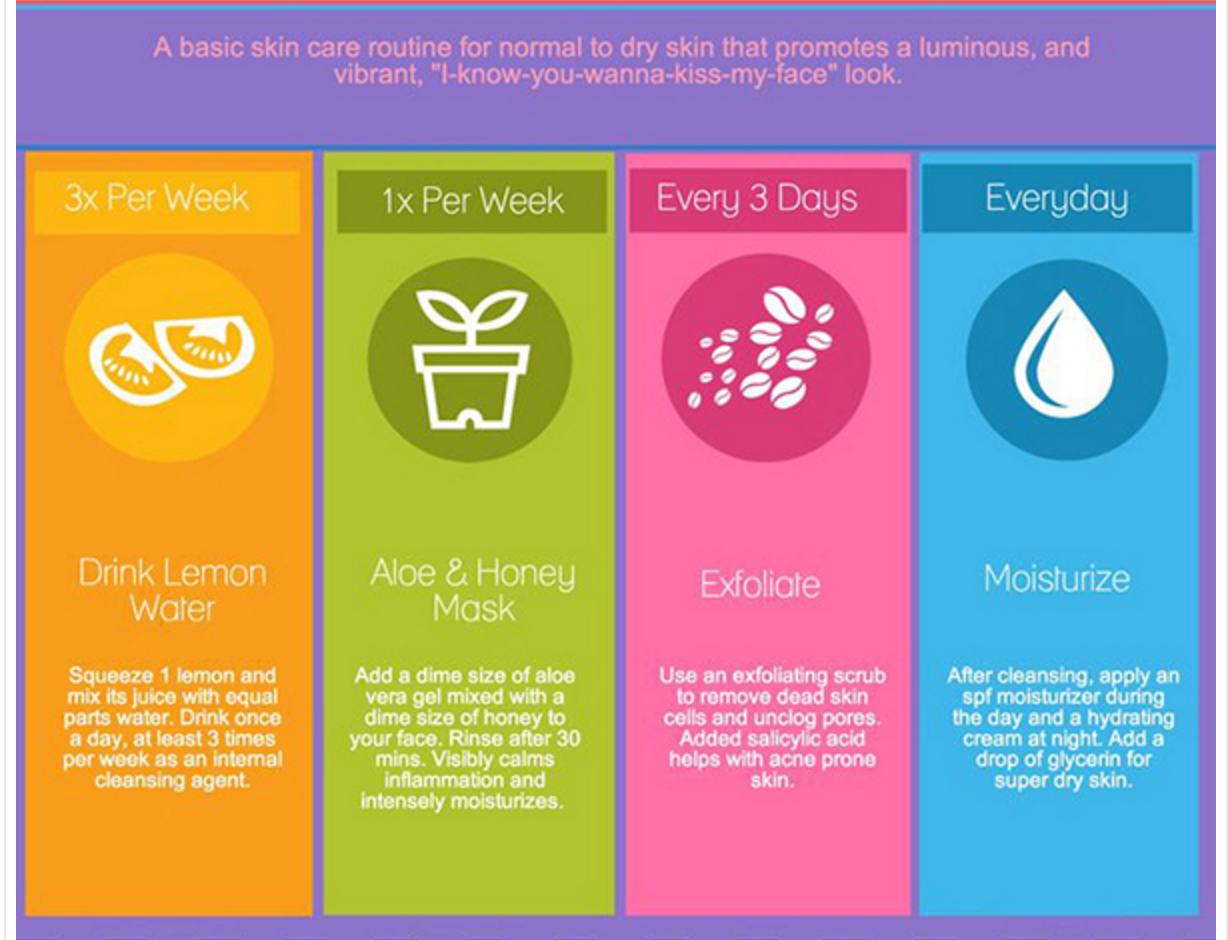 A basic skin care routine for normal to dry skin that promotes a luminous, and
vibrant, "I-know-you-wanna-kiss-my-face" look.
3x Per Week
Drink Lemon
Water
Squeeze 1 lemon and
mix its juice with equal
parts water. Drink once
a day, at least 3 times
per week as an internal
cleansing agent.
1x Per Week
Aloe & Honey
Mask
Add a dime size of aloe
vera gel mixed with a
dime size of honey to
your face. Rinse after 30
mins. Visibly calms
inflammation and
intensely moisturizes.
Every 3 Days
Exfoliate
Use an exfoliating scrub
to remove dead skin
cells and unclog pores.
Added salicylic acid
helps with acne prone
skin.
Everyday
Moisturize
After cleansing, apply an
spf moisturizer during
the day and a hydrating
cream at night. Add a
drop of glycerin for
super dry skin.